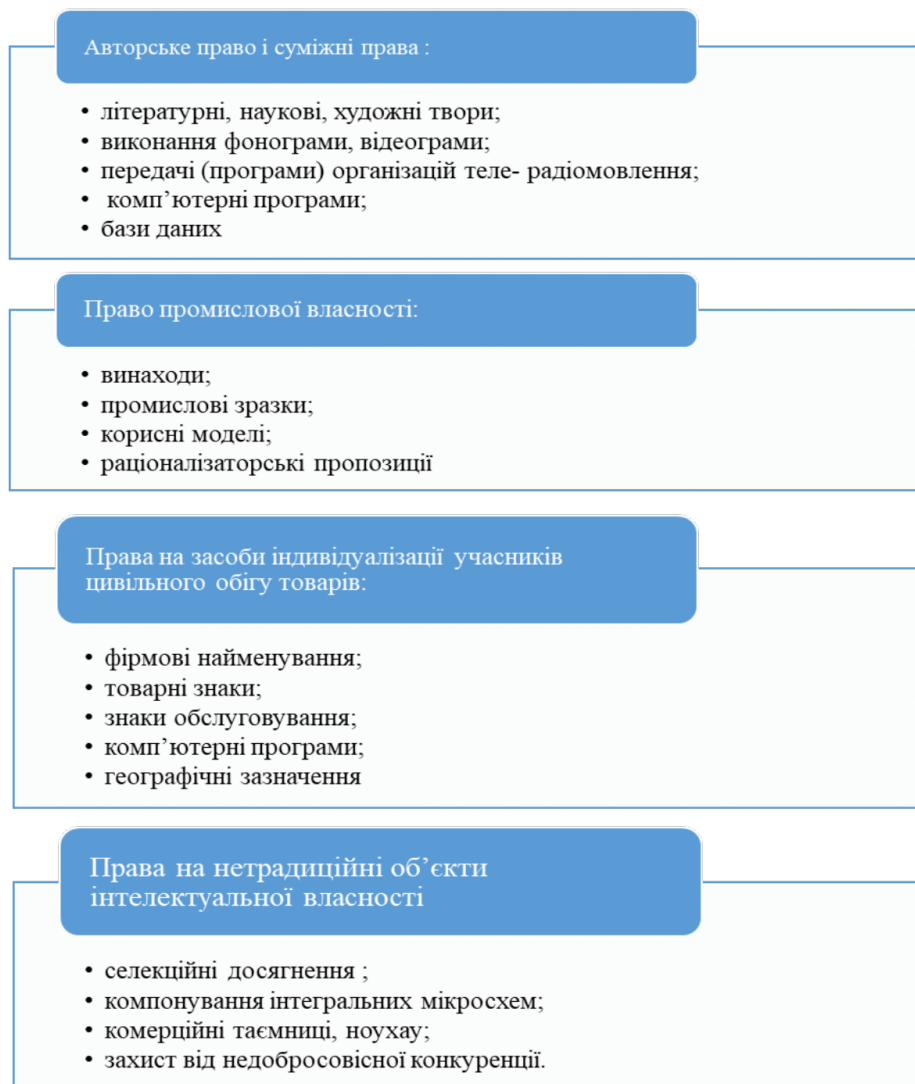 Авторське право і суміжні права :
• літературні, наукові, художні твори;
• виконання фонограми, відеограми;
• передачі (програми) організацій теле- радіомовлення;
• комп’ютерні програми;
• бази даних
Право промислової власності:
• винаходи;
• промислові зразки;
• корисні моделі;
• раціоналізаторські пропозиції
Права на засоби індивідуалізації учасників
цивільного обігу товарів:
• фірмові найменування;
• товарні знаки;
• знаки обслуговування;
• комп’ютерні програми;
• географічні зазначення
Права на нетрадиційні об’єкти
інтелектуальної власності
• селекційні досягнення ;
• компонування інтегральних мікросхем;
• комерційні таємниці, ноухау;
• захист від недобросовісної конкуренції.